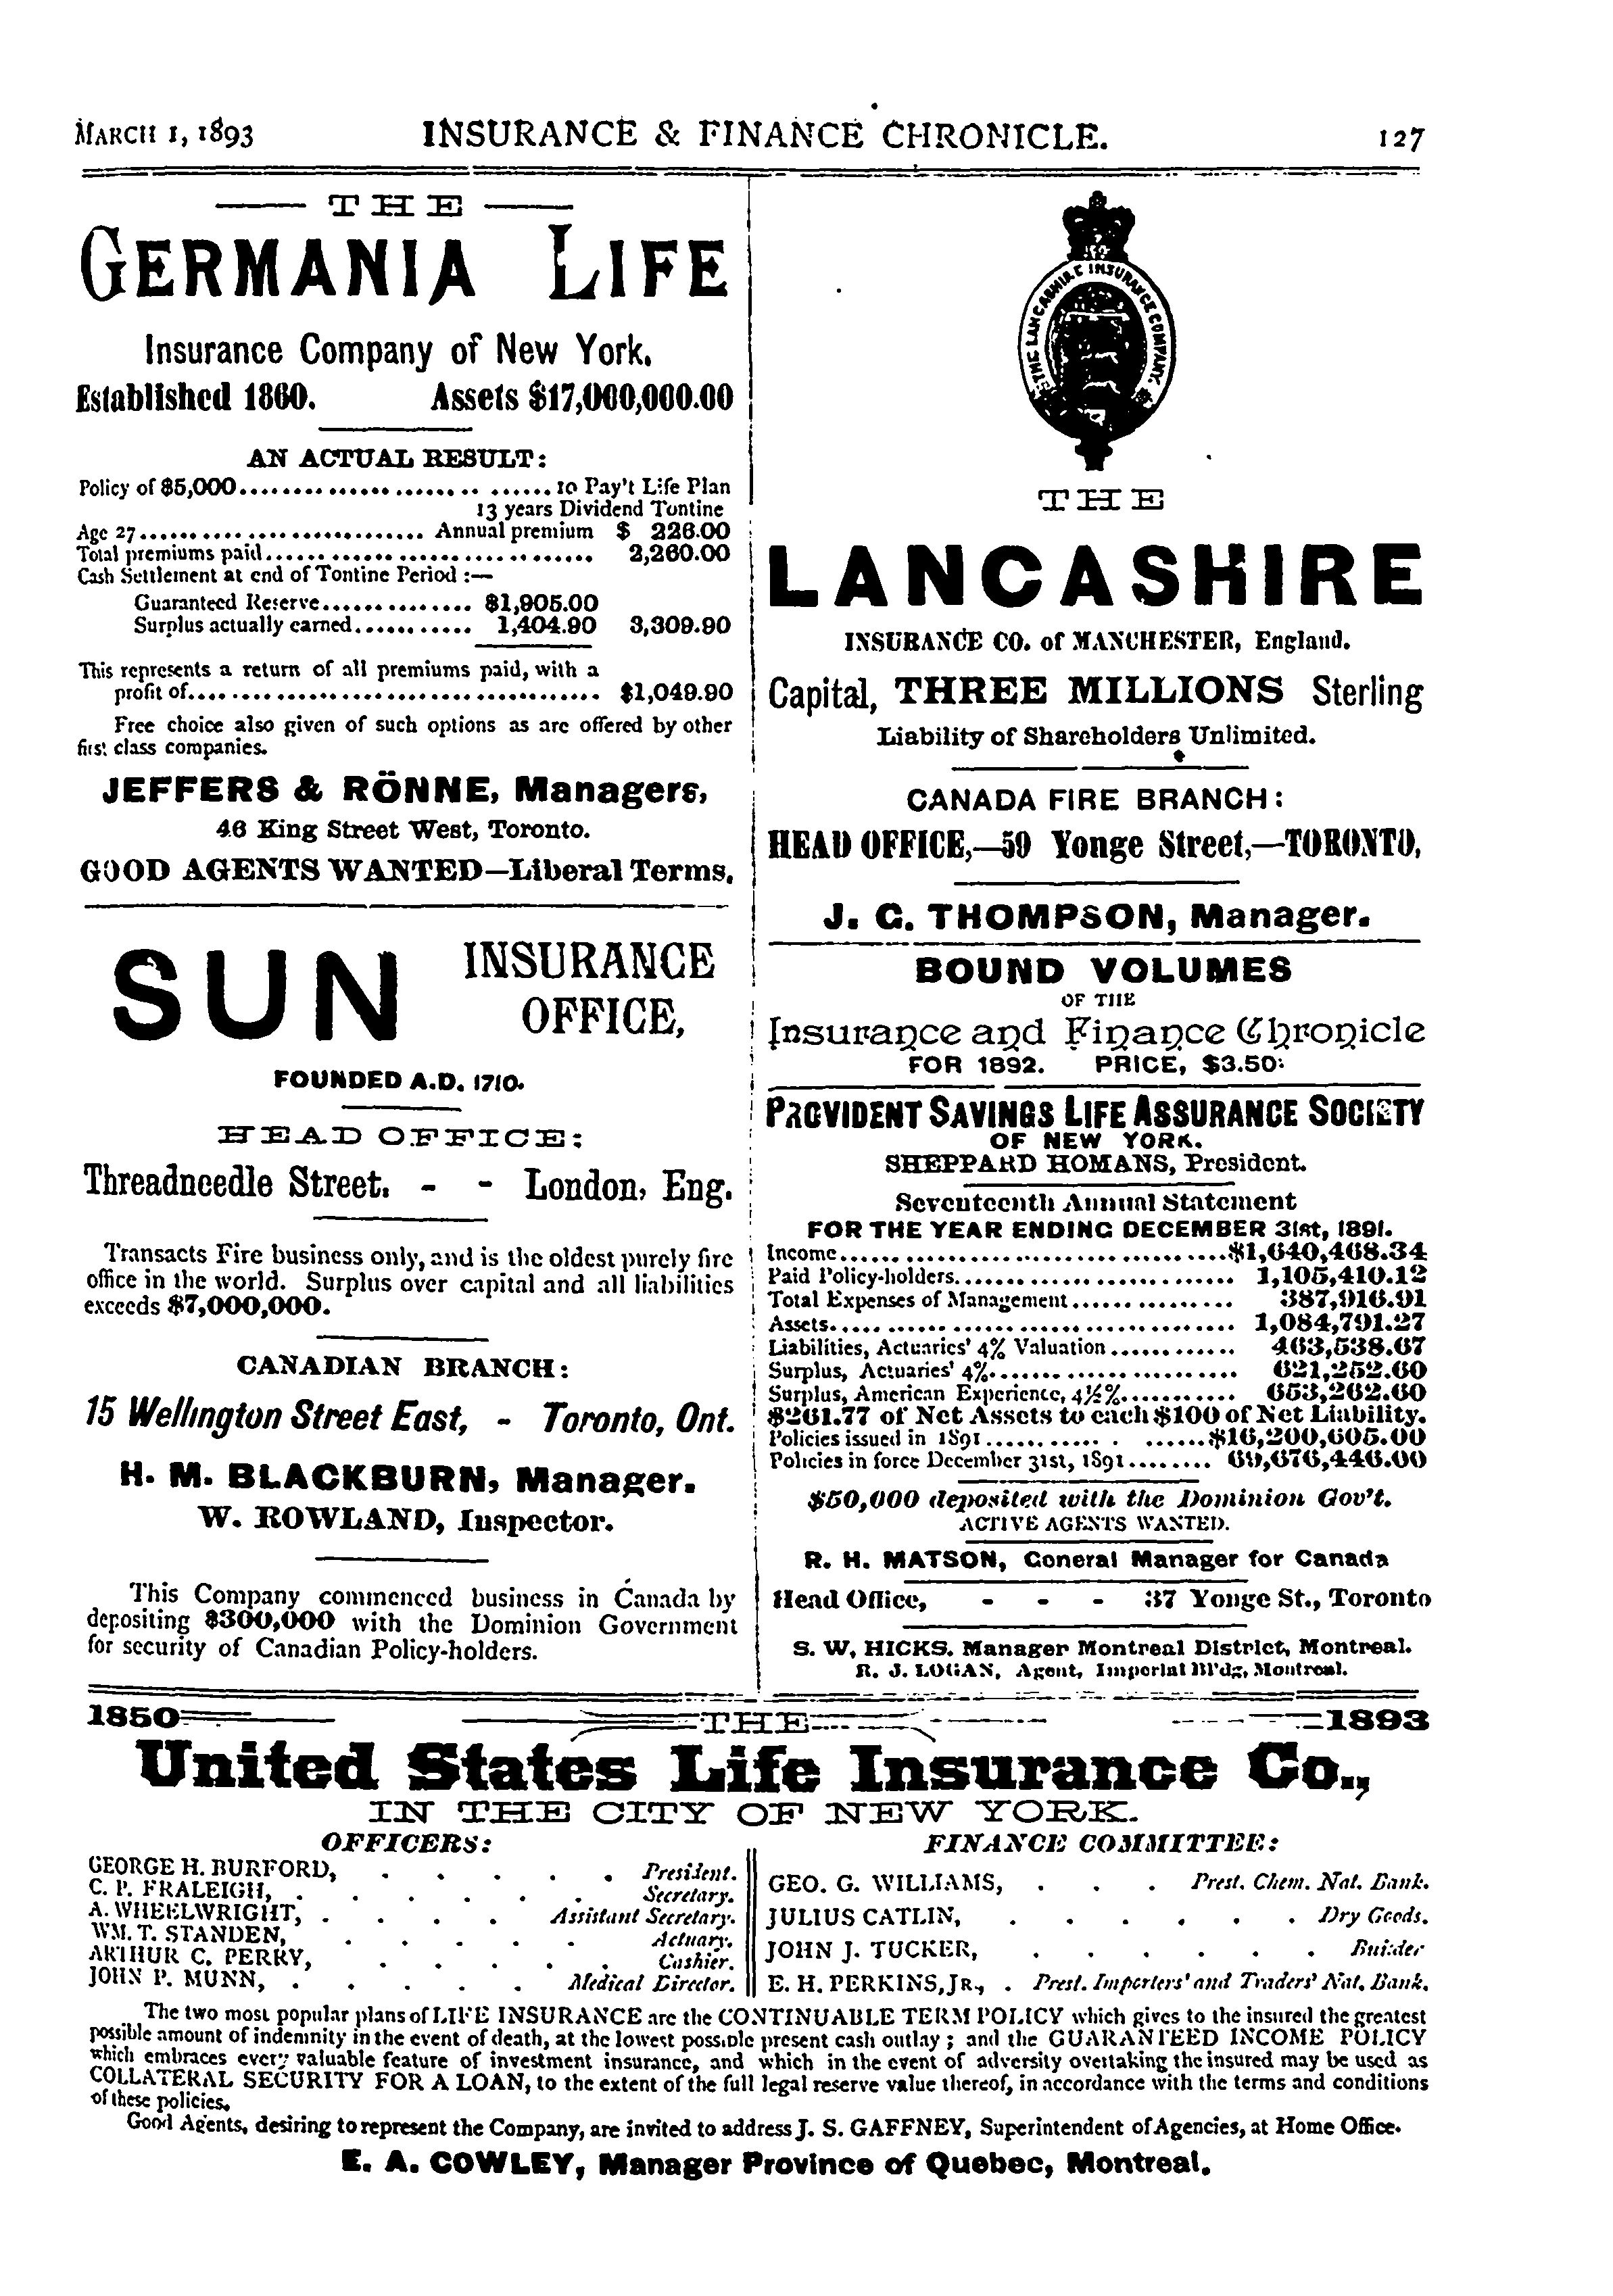 MARCH 1, 1893 INSURANCE & FINANCE CHRONICLE. 127
THE
GERMANIA LIFE
Insurance Company of New York.
Established 1860. Assets $17,000,000.00
AN ACTUAL RESULT:
Policy of $5,000........................ ...... 10 Pay't Life Plan
13 years Dividend Tontine
Age 27........................... Annual premium $ 226.00
Total premiums paid.............................. 2,260.00
Cash Settlement at end of Tontine Period :—
Guaranteed Reserve.............. $1,905.00
Surplus actually earned........... 1,404.90 3,309.90
This represents a return of all premiums paid, with a
profit of........................................ $1,049.90
Free choice also given of such options as are offered by other
first class companies.
JEFFERS & RÖNNE, Managers,
46 King Street West, Toronto.
GOOD AGENTS WANTED—Liberal Terms.
SUN INSURANCE
OFFICE,
FOUNDED A.D. 1710.
HEAD OFFICE:
Threadneedle Street. - - London, Eng.
Transacts Fire business only, and is the oldest purely fire
office in the world. Surplus over capital and all liabilities
exceeds $7,000,000.
CANADIAN BRANCH:
15 Wellington Street East, - Toronto, Ont.
H. M. BLACKBURN, Manager.
W. ROWLAND, Inspector.
This Company commenced business in Canada by
depositing $300,000 with the Dominion Government
for security of Canadian Policy-holders.
THE LANCASHIRE INSURANCE COMPANY.
THE
LANCASHIRE
INSURANCE CO. of MANCHESTER, England.
Capital, THREE MILLIONS Sterling
Liability of Shareholders Unlimited.
CANADA FIRE BRANCH:
HEAD OFFICE,—59 Yonge Street,—TORONTO,
J. G. THOMPSON, Manager.
BOUND VOLUMES
OF THE
Insurance and Finance Chronicle
FOR 1892. PRICE, $3.50.
PROVIDENT SAVINGS LIFE ASSURANCE SOCIETY
OF NEW YORK.
SHEPPARD HOMANS, President.
Seventeenth Annual Statement
FOR THE YEAR ENDING DECEMBER 31st, 1891.
Income.......................................$1,640,468.34
Paid Policy-holders............................ 1,105,410.12
Total Expenses of Management................ 387,916.91
Assets......................................... 1,084,791.27
Liabilities, Actuaries' 4% Valuation............ 463,538.67
Surplus, Actuaries' 4%......................... 621,252.60
Surplus, American Experience, 4½%........... 653,262.60
$261.77 of Net Assets to each $100 of Net Liability.
Policies issued in 1891........... . ......$16,200,605.00
Policies in force December 31st, 1891........ 69,676,446.00
$50,000 deposited with the Dominion Gov't.
ACTIVE AGENTS WANTED.
R. H. MATSON, General Manager for Canada
Head Office, - - - 37 Yonge St., Toronto
S. W. HICKS. Manager Montreal District, Montreal.
R. J. LOGAN, Agent, Imperial Bl'dg, Montreal.
1850 THE 1893
United States Life Insurance Co.,
IN THE CITY OF NEW YORK.
OFFICERS:
GEORGE H. BURFORD, . . . . . President.
C. P. FRALEIGH, . . . . . . Secretary.
A. WHEELWRIGHT, . . . . Assistant Secretary.
WM. T. STANDEN, . . . . . Actuary.
ARTHUR C. PERRY, . . . . . Cashier.
JOHN P. MUNN, . . . . . Medical Director.
FINANCE COMMITTEE:
GEO. G. WILLIAMS, . . . Prest. Chem. Nat. Bank.
JULIUS CATLIN, . . . . . . Dry Goods.
JOHN J. TUCKER, . . . . . . Builder
E. H. PERKINS, JR., . Prest. Importers' and Traders' Nat. Bank.
The two most popular plans of LIFE INSURANCE are the CONTINUABLE TERM POLICY which gives to the insured the greatest
possible amount of indemnity in the event of death, at the lowest possible present cash outlay ; and the GUARANTEED INCOME POLICY
which embraces every valuable feature of investment insurance, and which in the event of adversity overtaking the insured may be used as
COLLATERAL SECURITY FOR A LOAN, to the extent of the full legal reserve value thereof, in accordance with the terms and conditions
of these policies.
Good Agents, desiring to represent the Company, are invited to address J. S. GAFFNEY, Superintendent of Agencies, at Home Office.
E. A. COWLEY, Manager Province of Quebec, Montreal.